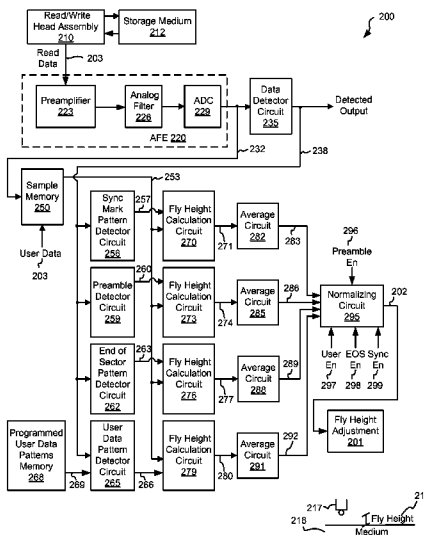 200
Read/Write Head Assembly 210
Storage Medium 212
Read Data
203
Preamplifier 223
Analog Filter 226
ADC 229
AFE 220
Data Detector Circuit 235
Detected Output
232
238
253
Sample Memory 250
User Data
203
Sync Mark Pattern Detector Circuit 256
257
Fly Height Calculation Circuit 270
271
Average Circuit 282
283
296
Preamble En
Preamble Detector Circuit 259
260
Fly Height Calculation Circuit 273
274
Average Circuit 285
286
Normalizing Circuit 295
202
End of Sector Pattern Detector Circuit 262
263
Fly Height Calculation Circuit 276
277
Average Circuit 288
289
User En 297
EOS En 298
Sync En 299
Programmed User Data Patterns Memory 268
269
User Data Pattern Detector Circuit 265
266
Fly Height Calculation Circuit 279
280
Average Circuit 291
292
Fly Height Adjustment 201
217
Fly Height
216
Medium